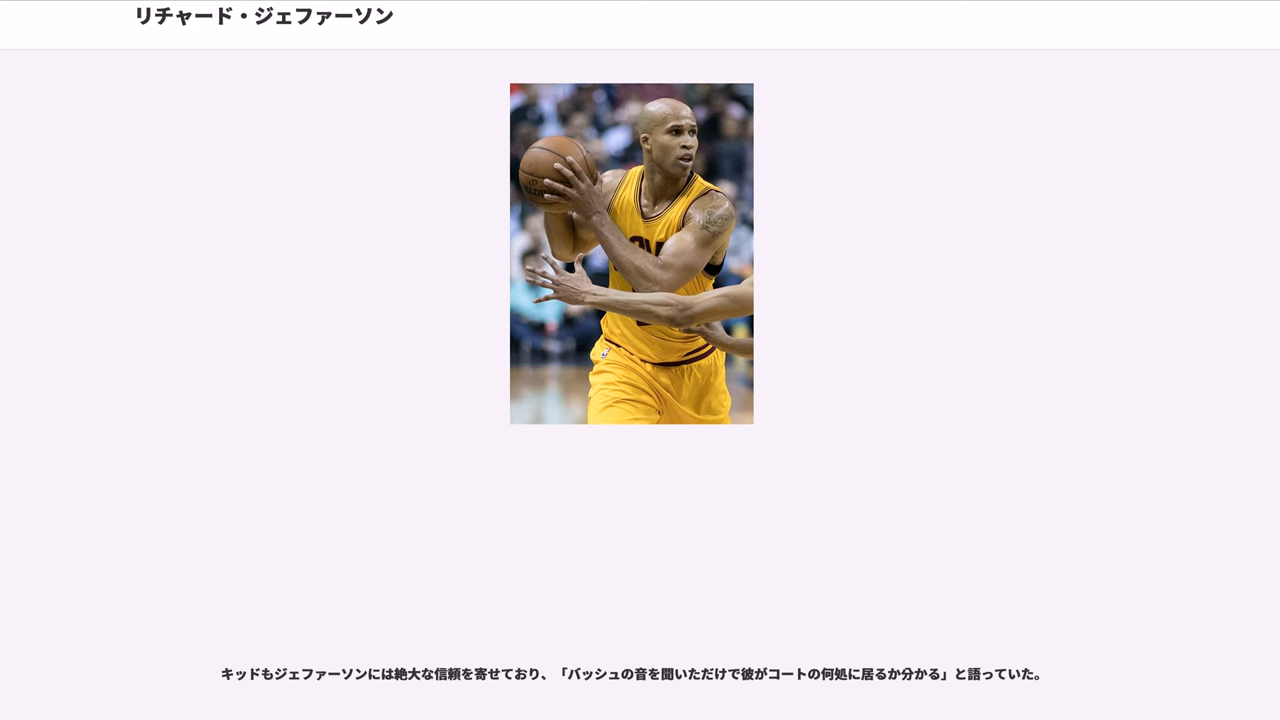 リチャード・ジェファーソン
キッドもジェファーソンには絶大な信頼を寄せており、「バッシュの音を聞いただけで彼がコートの何処に居るか分かる」と語っていた。